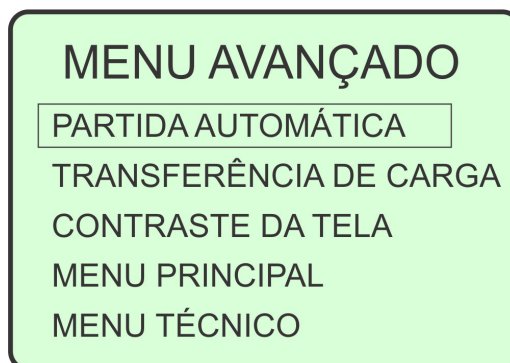 MENU AVANÇADO
PARTIDA AUTOMÁTICA
TRANSFERÊNCIA DE CARGA
CONTRASTE DA TELA
MENU PRINCIPAL
MENU TÉCNICO